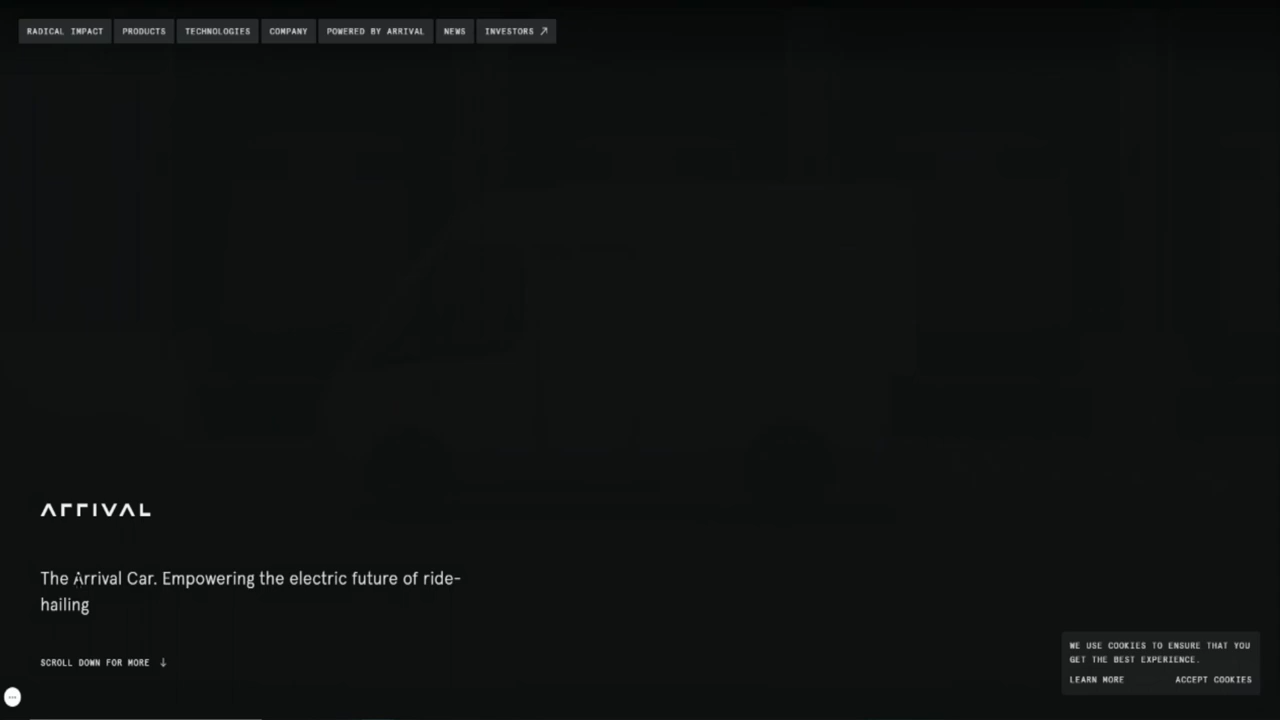 RADICAL IMPACT PRODUCTS TECHNOLOGIES COMPANY POWERED BY ARRIVAL NEWS INVESTORS ↗
ARRIVAL
The Arrival Car. Empowering the electric future of ride-
hailing
SCROLL DOWN FOR MORE ↓
WE USE COOKIES TO ENSURE THAT YOU
GET THE BEST EXPERIENCE.
LEARN MORE ACCEPT COOKIES